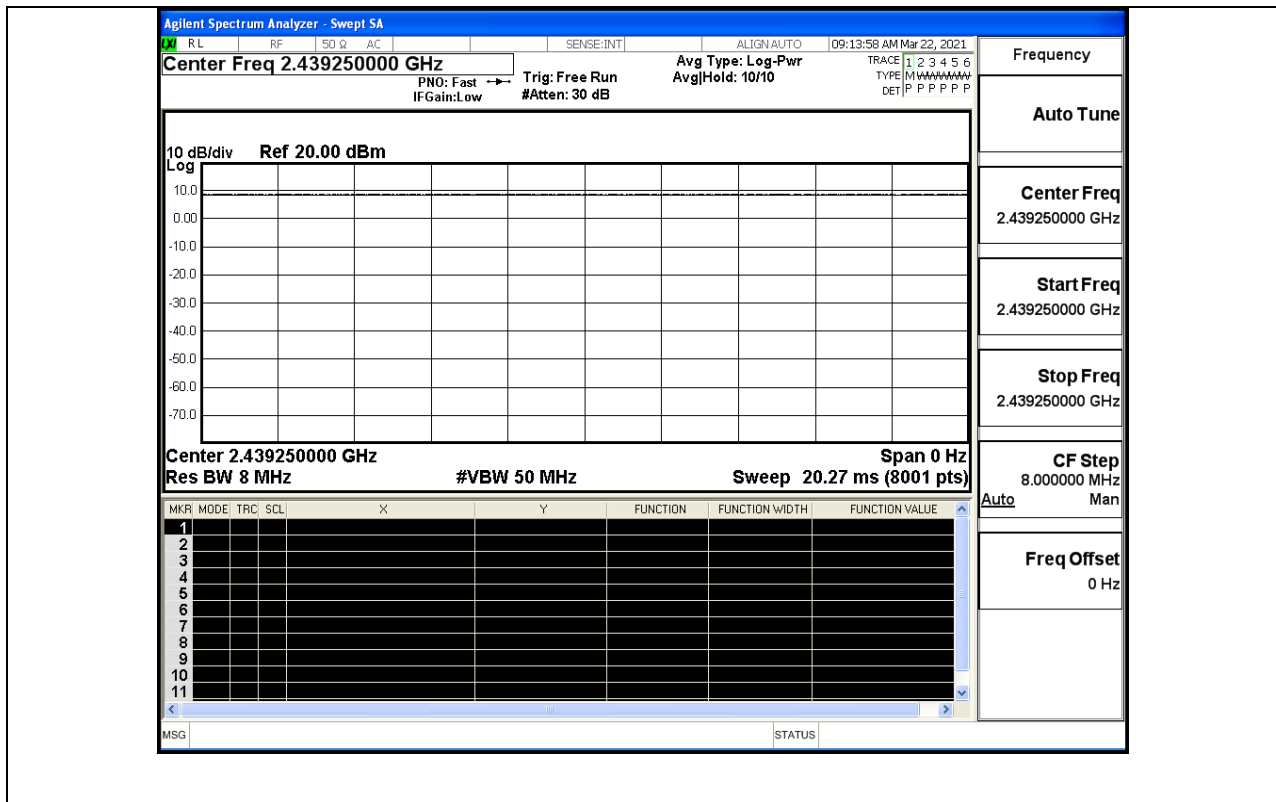 Agilent Spectrum Analyzer - Swept SA
LXI RL RF 50 Ω AC SENSE:INT ALIGN AUTO 09:13:58 AM Mar 22, 2021
Center Freq 2.439250000 GHz
PNO: Fast
IFGain:Low
Trig: Free Run
#Atten: 30 dB
Avg Type: Log-Pwr
Avg|Hold: 10/10
TRACE 1 2 3 4 5 6
TYPE M WWWWW
DET P P P P P P
10 dB/div Ref 20.00 dBm
Log
10.0
0.00
-10.0
-20.0
-30.0
-40.0
-50.0
-60.0
-70.0
Center 2.439250000 GHz Span 0 Hz
Res BW 8 MHz #VBW 50 MHz Sweep 20.27 ms (8001 pts)
MKR MODE TRC SCL X Y FUNCTION FUNCTION WIDTH FUNCTION VALUE
1
2
3
4
5
6
7
8
9
10
11
MSG STATUS
Frequency
Auto Tune
Center Freq
2.439250000 GHz
Start Freq
2.439250000 GHz
Stop Freq
2.439250000 GHz
CF Step
8.000000 MHz
Auto Man
Freq Offset
0 Hz